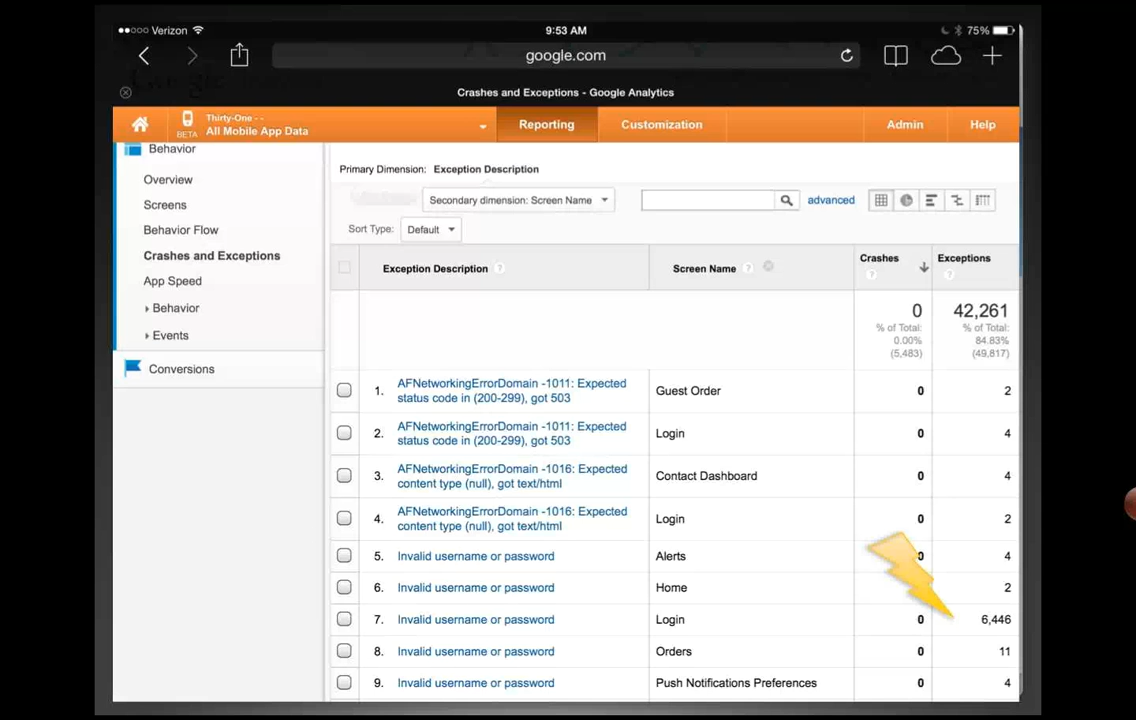 Verizon
9:53 AM
75%
google.com
Crashes and Exceptions - Google Analytics
Thirty-One - -
BETA All Mobile App Data
Reporting
Customization
Admin
Help
Behavior
Overview
Screens
Behavior Flow
Crashes and Exceptions
App Speed
Behavior
Events
Conversions
Primary Dimension: Exception Description
Secondary dimension: Screen Name
advanced
Sort Type: Default
Exception Description ?
Screen Name ?
Crashes ?
Exceptions ?
0
% of Total:
0.00%
(5,483)
42,261
% of Total:
84.83%
(49,817)
1. AFNetworkingErrorDomain -1011: Expected
status code in (200-299), got 503
Guest Order 0 2
2. AFNetworkingErrorDomain -1011: Expected
status code in (200-299), got 503
Login 0 4
3. AFNetworkingErrorDomain -1016: Expected
content type (null), got text/html
Contact Dashboard 0 4
4. AFNetworkingErrorDomain -1016: Expected
content type (null), got text/html
Login 0 2
5. Invalid username or password Alerts 0 4
6. Invalid username or password Home 0 2
7. Invalid username or password Login 0 6,446
8. Invalid username or password Orders 0 11
9. Invalid username or password Push Notifications Preferences 0 4